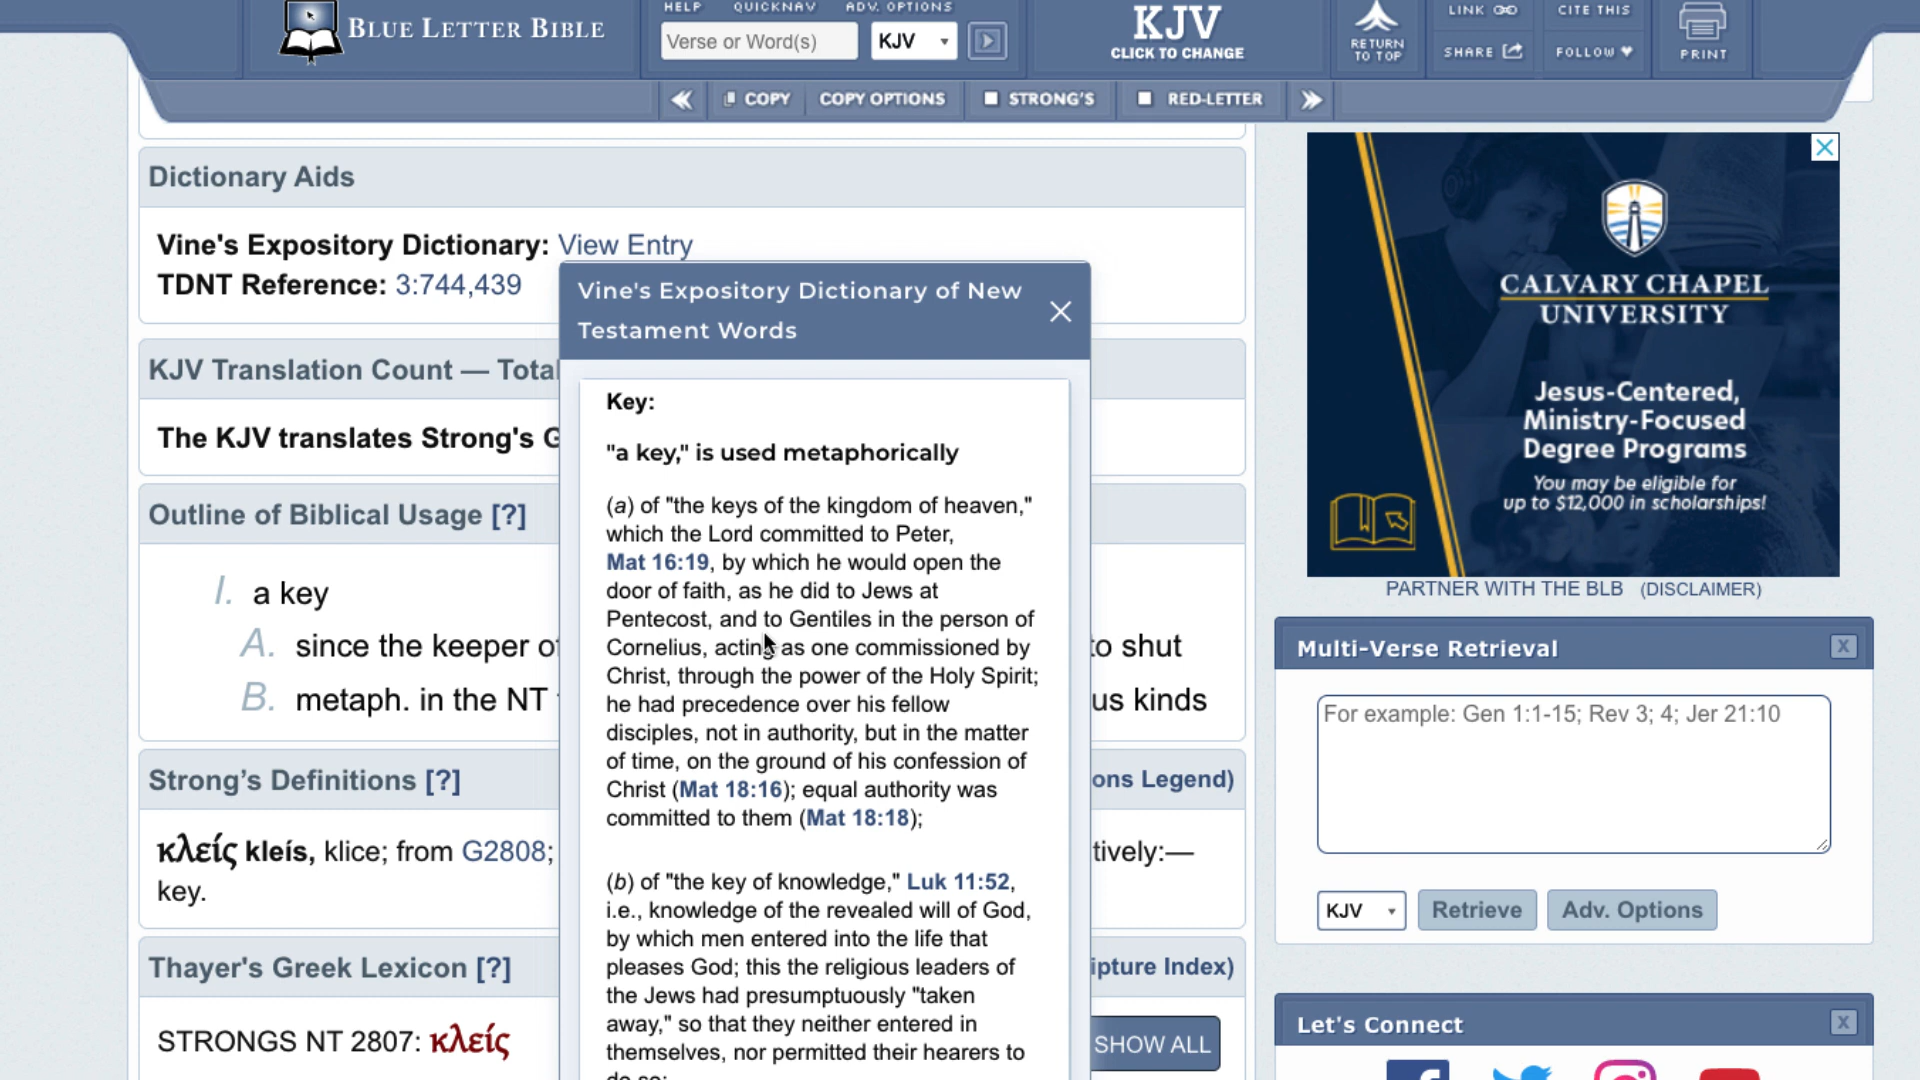 BLUE LETTER BIBLE
HELP QUICKNAV ADV. OPTIONS
Verse or Word(s)
KJV
KJV
CLICK TO CHANGE
RETURN
TO TOP
LINK
CITE THIS
SHARE
FOLLOW
PRINT
COPY COPY OPTIONS STRONG'S RED-LETTER
Dictionary Aids
Vine's Expository Dictionary: View Entry
TDNT Reference: 3:744,439
KJV Translation Count — Total
The KJV translates Strong's G
Outline of Biblical Usage [?]
I. a key
A. since the keeper of
to shut
B. metaph. in the NT
us kinds
Strong's Definitions [?]
ons Legend)
κλείς kleís, klice; from G2808;
tively:—
key.
Thayer's Greek Lexicon [?]
ipture Index)
STRONGS NT 2807: κλείς
SHOW ALL
Vine's Expository Dictionary of New
Testament Words
Key:
"a key," is used metaphorically
(a) of "the keys of the kingdom of heaven,"
which the Lord committed to Peter,
Mat 16:19, by which he would open the
door of faith, as he did to Jews at
Pentecost, and to Gentiles in the person of
Cornelius, acting as one commissioned by
Christ, through the power of the Holy Spirit;
he had precedence over his fellow
disciples, not in authority, but in the matter
of time, on the ground of his confession of
Christ (Mat 18:16); equal authority was
committed to them (Mat 18:18);
(b) of "the key of knowledge," Luk 11:52,
i.e., knowledge of the revealed will of God,
by which men entered into the life that
pleases God; this the religious leaders of
the Jews had presumptuously "taken
away," so that they neither entered in
themselves, nor permitted their hearers to
do so;
CALVARY CHAPEL
UNIVERSITY
Jesus-Centered,
Ministry-Focused
Degree Programs
You may be eligible for
up to $12,000 in scholarships!
PARTNER WITH THE BLB (DISCLAIMER)
Multi-Verse Retrieval X
For example: Gen 1:1-15; Rev 3; 4; Jer 21:10
KJV Retrieve Adv. Options
Let's Connect X